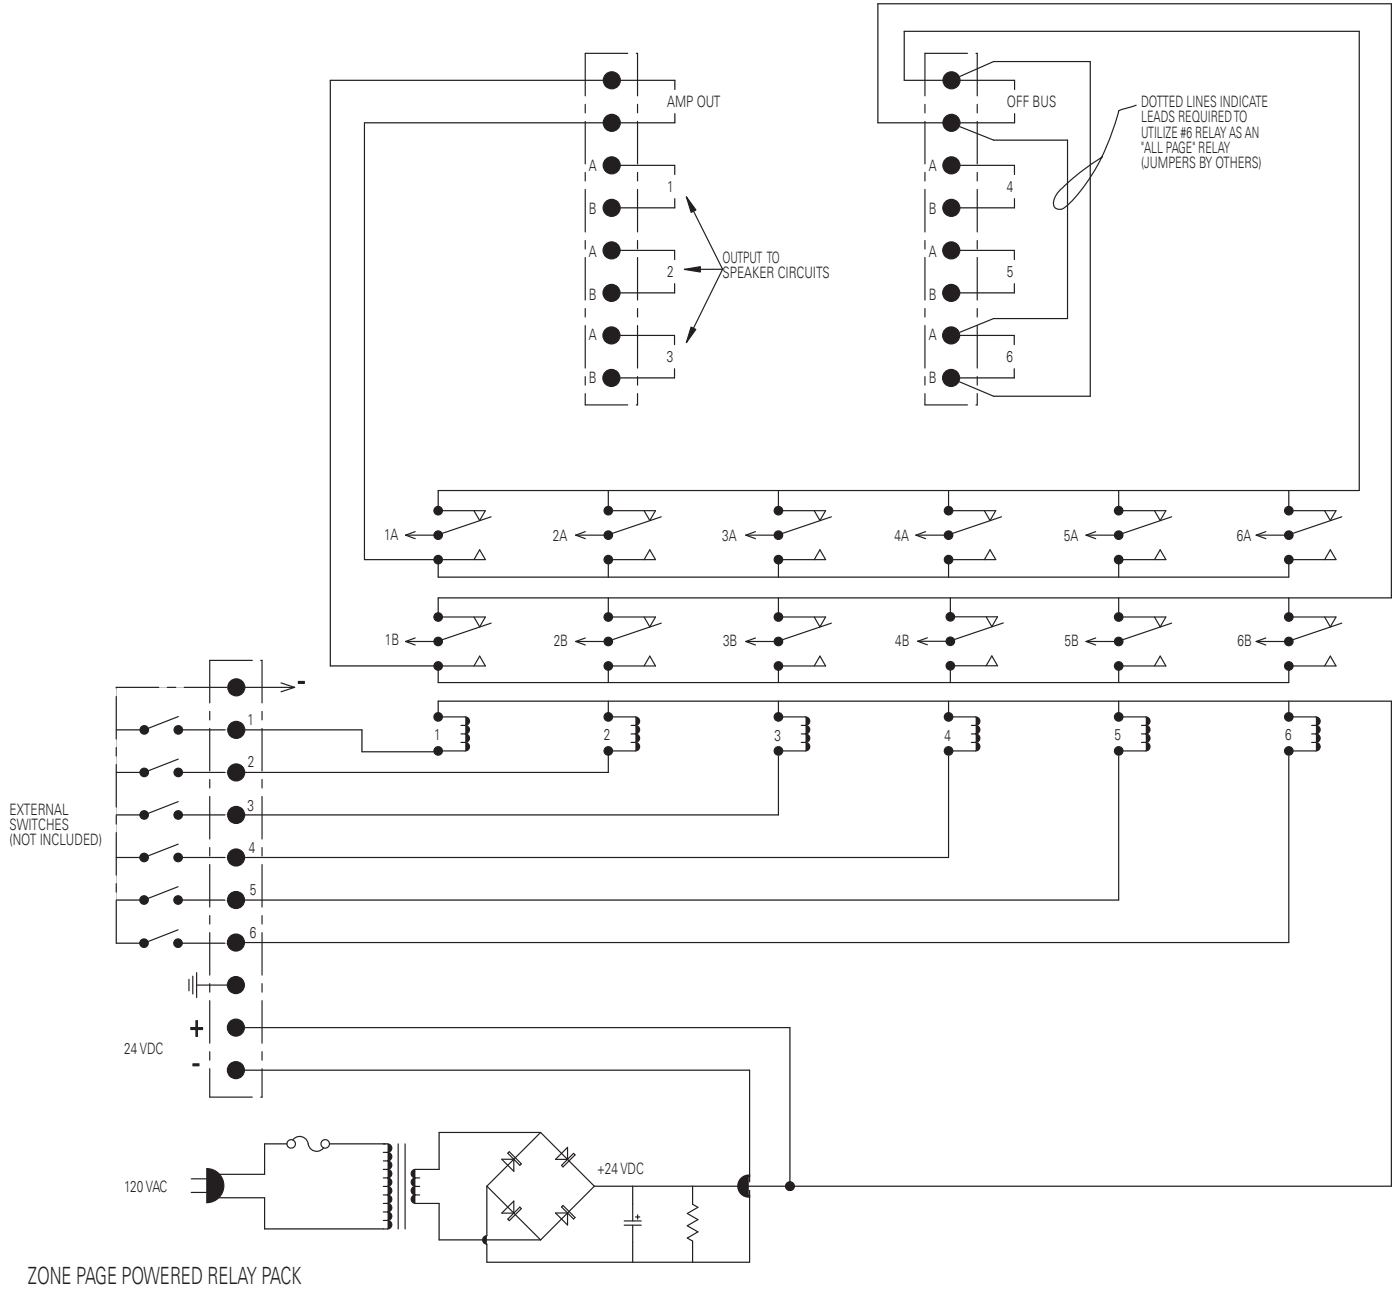 AMP OUT
A
1
B
A
2
B
A
3
B
OUTPUT TO
SPEAKER CIRCUITS
OFF BUS
A
4
B
A
5
B
A
6
B
DOTTED LINES INDICATE
LEADS REQUIRED TO
UTILIZE #6 RELAY AS AN
"ALL PAGE" RELAY
(JUMPERS BY OTHERS)
1A
2A
3A
4A
5A
6A
1B
2B
3B
4B
5B
6B
-
1
2
3
4
5
6
1
2
3
4
5
6
EXTERNAL
SWITCHES
(NOT INCLUDED)
+
24 VDC
-
120 VAC
+24 VDC
+
ZONE PAGE POWERED RELAY PACK